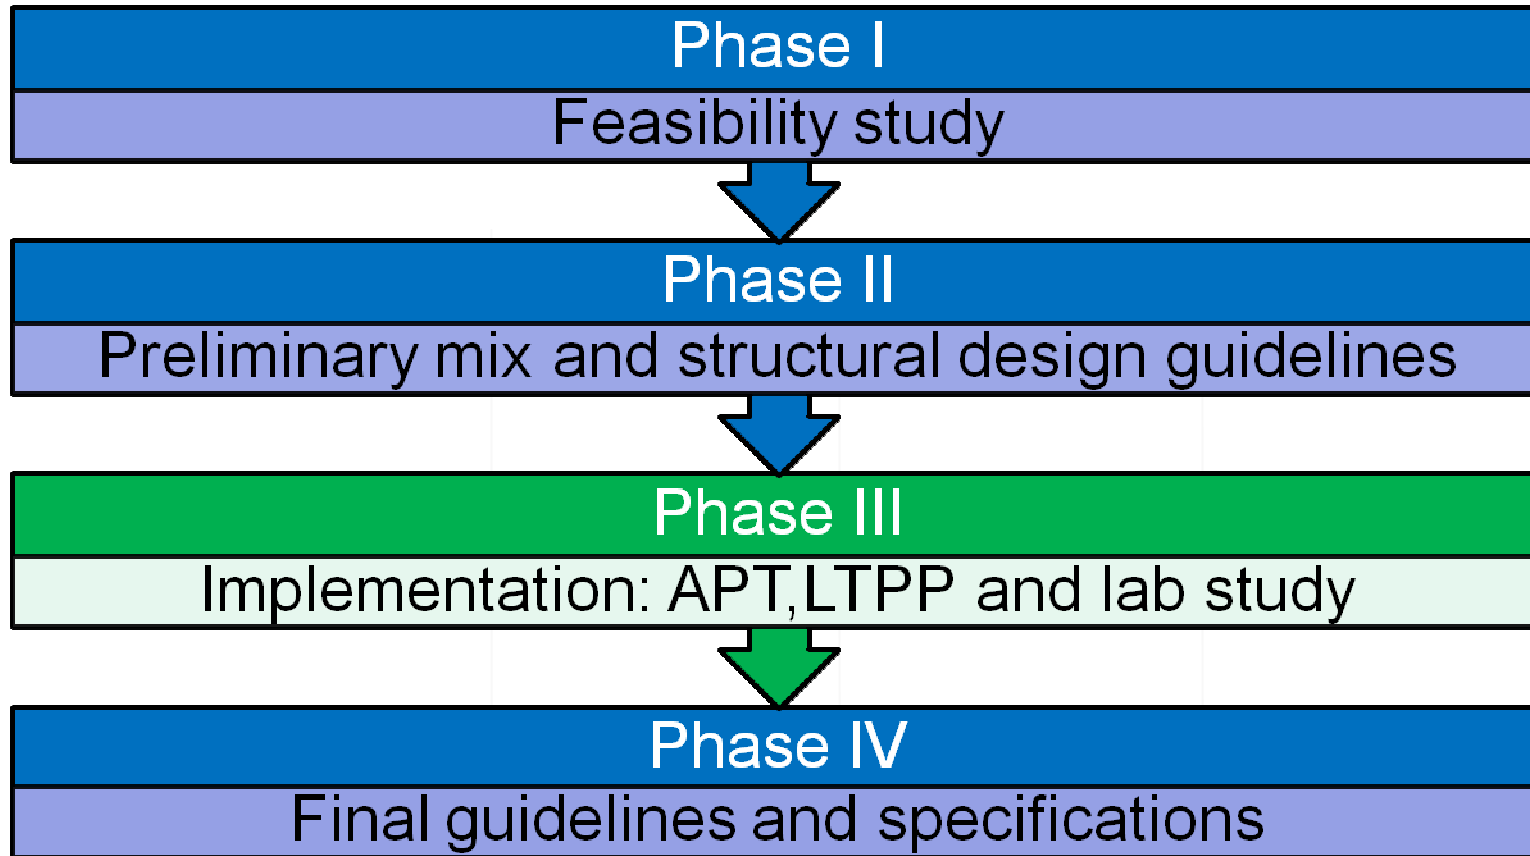 Phase I
Feasibility study
Phase II
Preliminary mix and structural design guidelines
Phase III
Implementation: APT,LTPP and lab study
Phase IV
Final guidelines and specifications